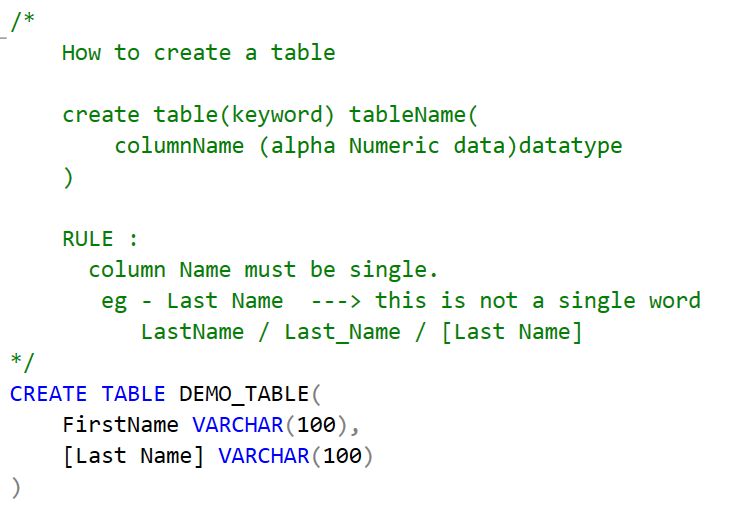 /*
How to create a table
create table(keyword) tableName(
columnName (alpha Numeric data)datatype
)
RULE :
column Name must be single.
eg - Last Name ---> this is not a single word
LastName / Last_Name / [Last Name]
*/
CREATE TABLE DEMO_TABLE(
FirstName VARCHAR(100),
[Last Name] VARCHAR(100)
)